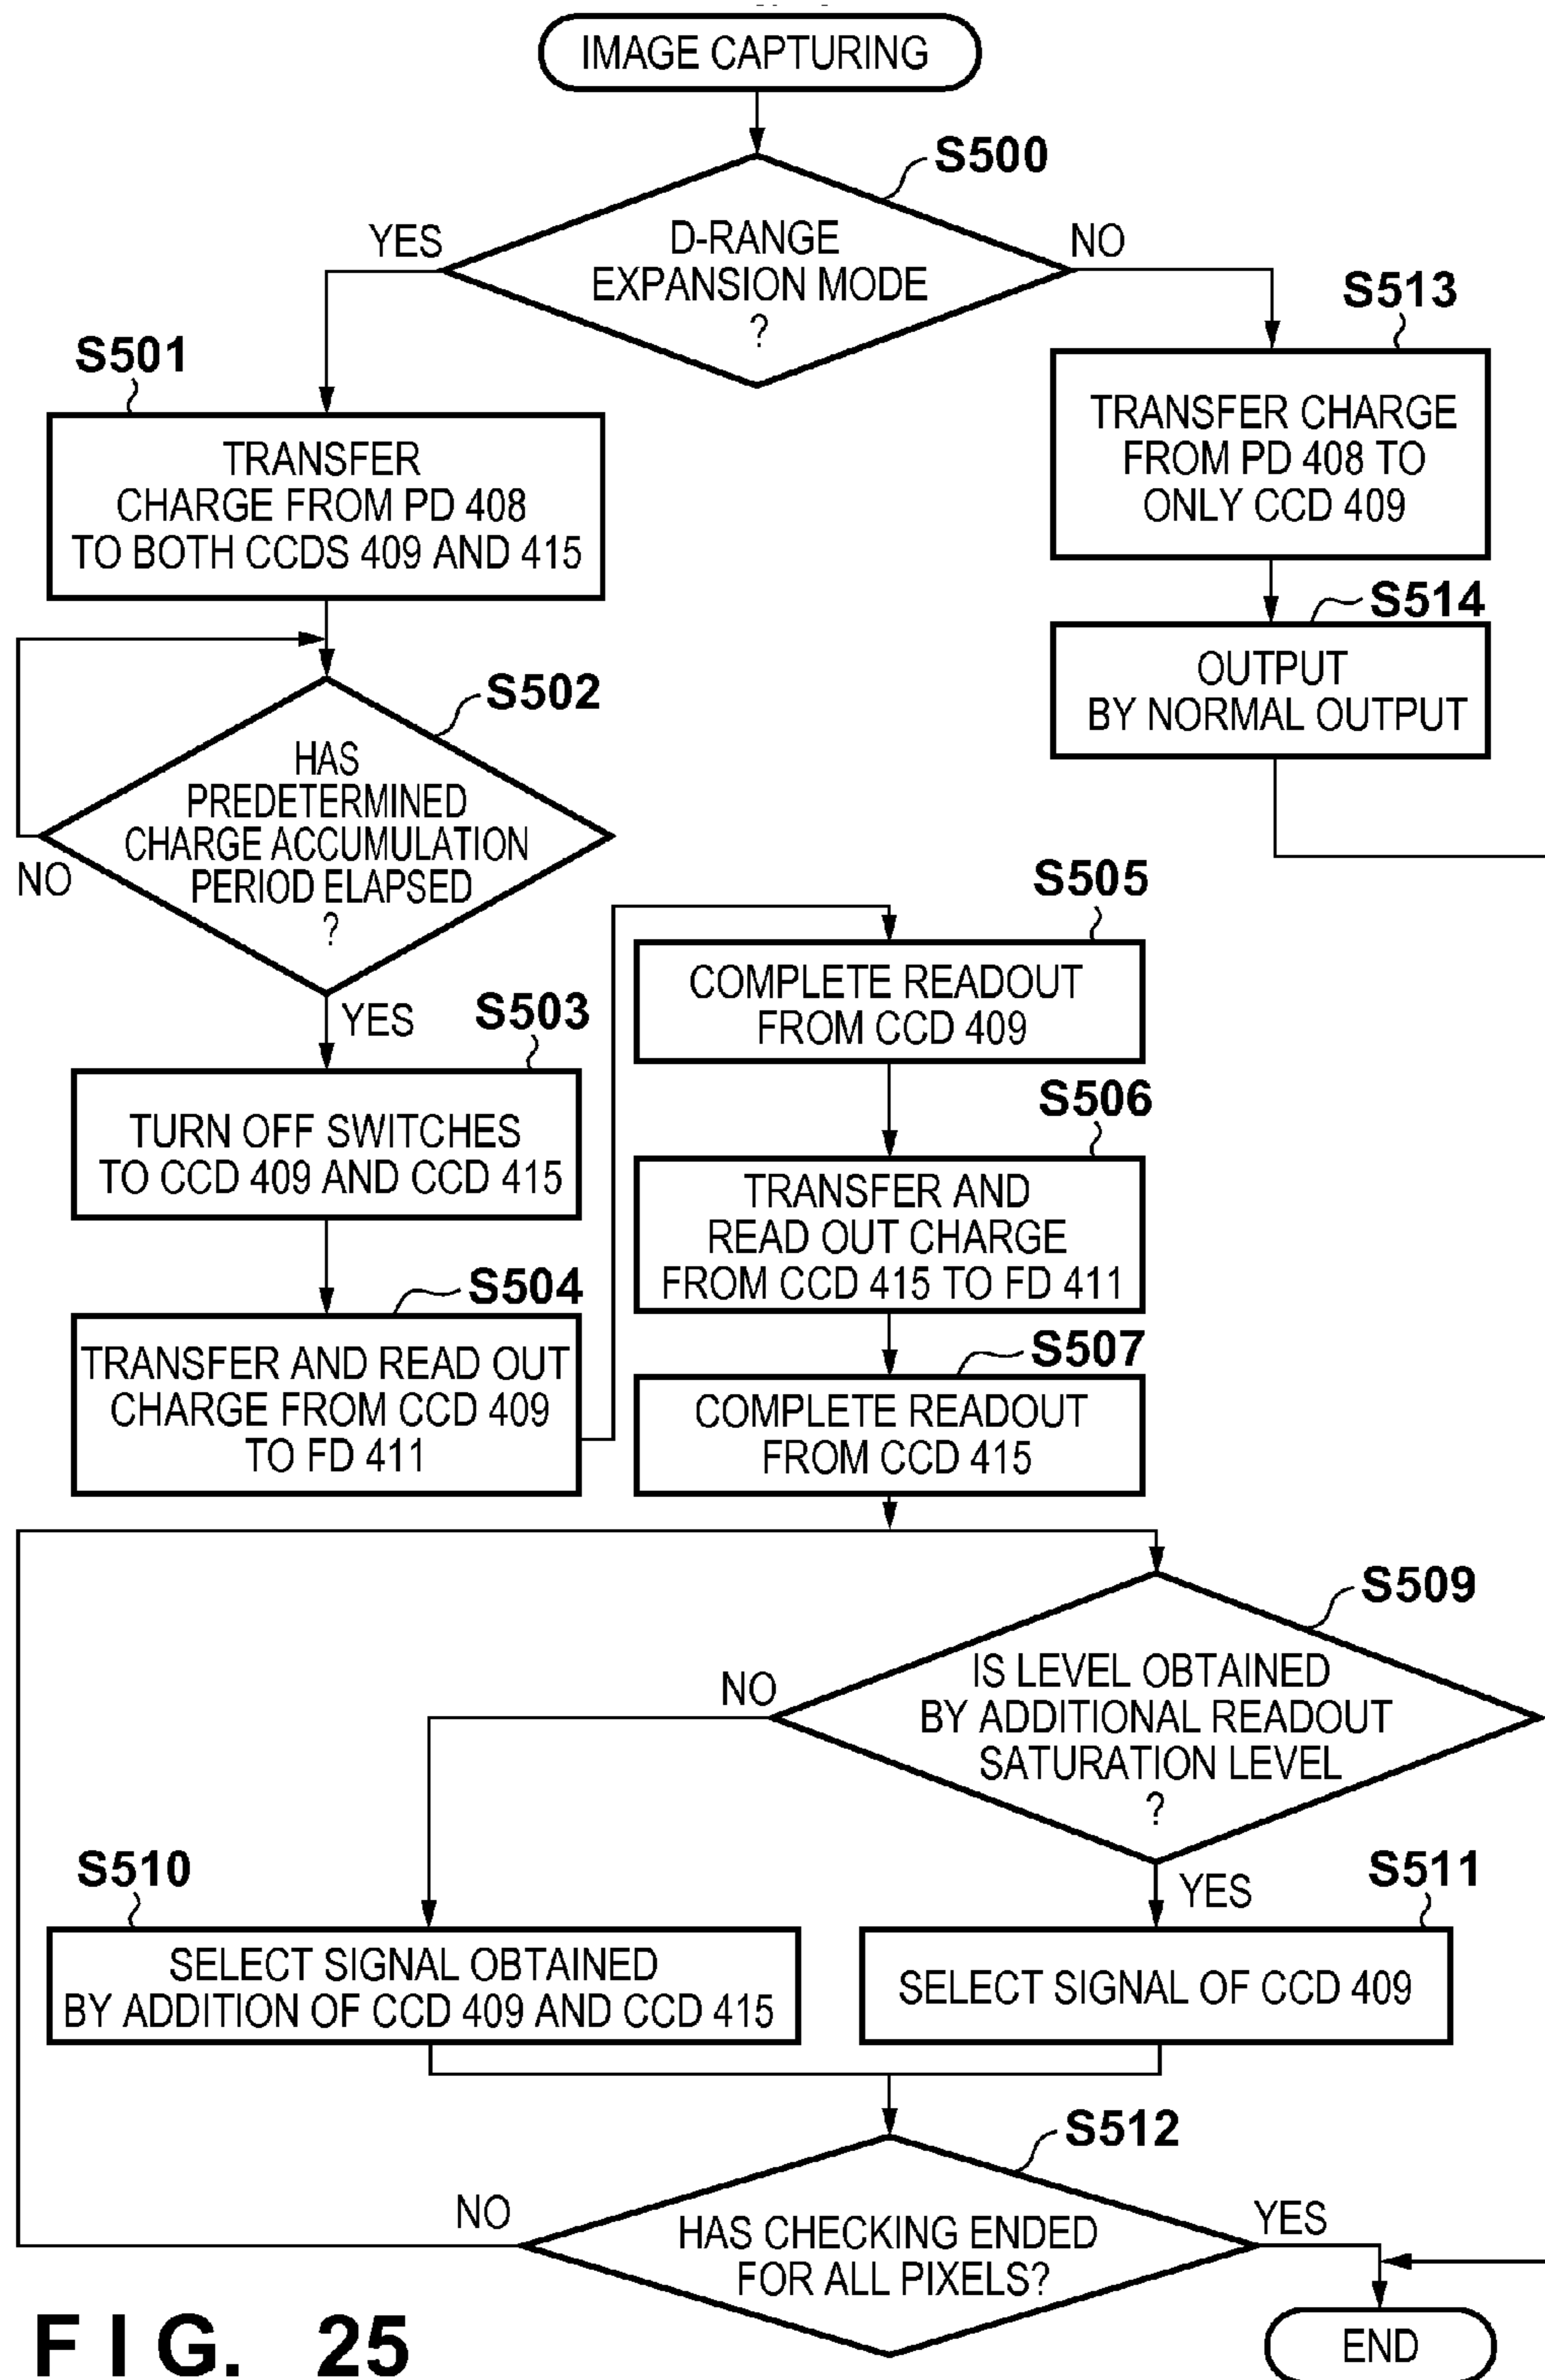 IMAGE CAPTURING
S500
D-RANGE
EXPANSION MODE
?
YES
NO
S501
TRANSFER
CHARGE FROM PD 408
TO BOTH CCDS 409 AND 415
S513
TRANSFER CHARGE
FROM PD 408 TO
ONLY CCD 409
S514
OUTPUT
BY NORMAL OUTPUT
S502
HAS
PREDETERMINED
CHARGE ACCUMULATION
PERIOD ELAPSED
?
NO
YES
S503
TURN OFF SWITCHES
TO CCD 409 AND CCD 415
S504
TRANSFER AND READ OUT
CHARGE FROM CCD 409
TO FD 411
S505
COMPLETE READOUT
FROM CCD 409
S506
TRANSFER AND
READ OUT CHARGE
FROM CCD 415 TO FD 411
S507
COMPLETE READOUT
FROM CCD 415
S509
IS LEVEL OBTAINED
BY ADDITIONAL READOUT
SATURATION LEVEL
?
NO
YES
S510
SELECT SIGNAL OBTAINED
BY ADDITION OF CCD 409 AND CCD 415
S511
SELECT SIGNAL OF CCD 409
S512
HAS CHECKING ENDED
FOR ALL PIXELS?
NO
YES
END
FIG. 25